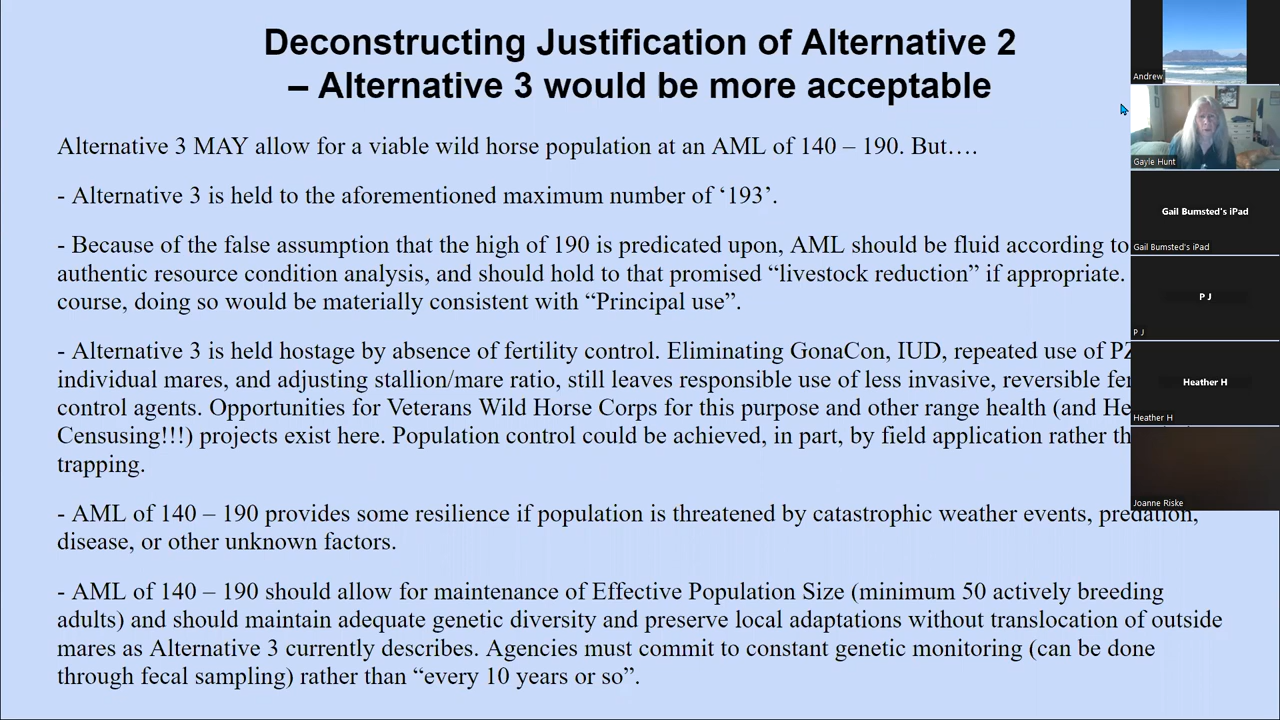 Deconstructing Justification of Alternative 2
– Alternative 3 would be more acceptable
Alternative 3 MAY allow for a viable wild horse population at an AML of 140 – 190. But….
- Alternative 3 is held to the aforementioned maximum number of ‘193’.
- Because of the false assumption that the high of 190 is predicated upon, AML should be fluid according to
authentic resource condition analysis, and should hold to that promised “livestock reduction” if appropriate.
course, doing so would be materially consistent with “Principal use”.
- Alternative 3 is held hostage by absence of fertility control. Eliminating GonaCon, IUD, repeated use of
individual mares, and adjusting stallion/mare ratio, still leaves responsible use of less invasive, reversible
control agents. Opportunities for Veterans Wild Horse Corps for this purpose and other range health (and
Censusing!!!) projects exist here. Population control could be achieved, in part, by field application rather
trapping.
- AML of 140 – 190 provides some resilience if population is threatened by catastrophic weather events, predation,
disease, or other unknown factors.
- AML of 140 – 190 should allow for maintenance of Effective Population Size (minimum 50 actively breeding
adults) and should maintain adequate genetic diversity and preserve local adaptations without translocation of outside
mares as Alternative 3 currently describes. Agencies must commit to constant genetic monitoring (can be done
through fecal sampling) rather than “every 10 years or so”.
Andrew
Gayle Hunt
Gail Bumsted's iPad
Gail Bumsted's iPad
P J
P J
Heather H
Heather H
Joanne Riske